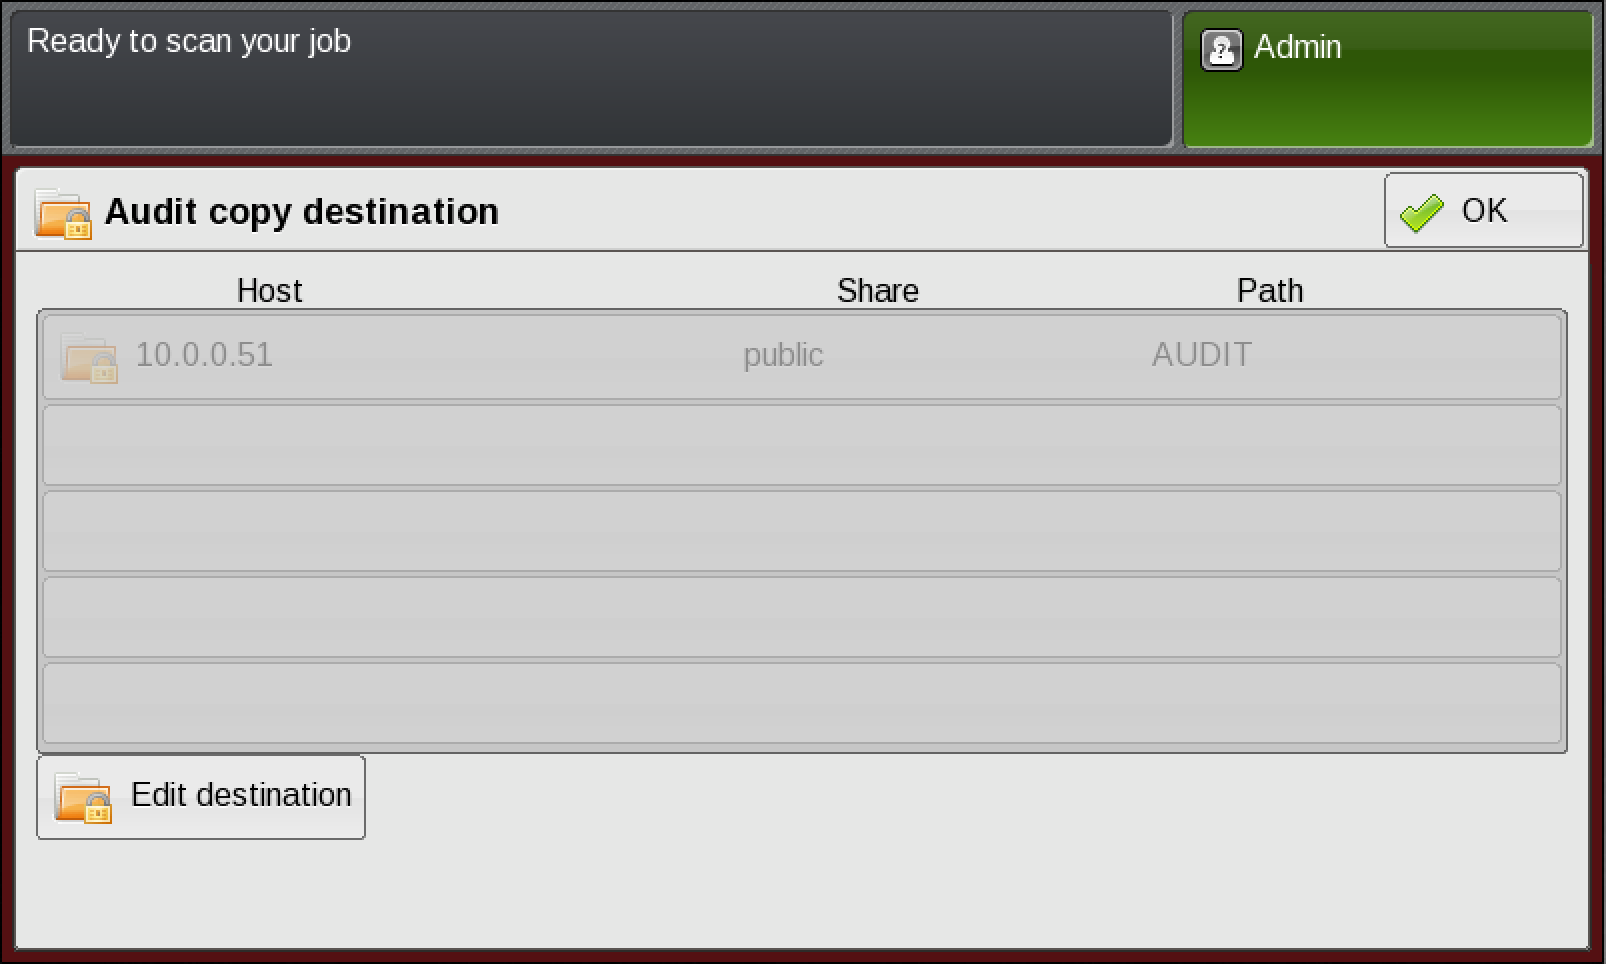 Ready to scan your job
Admin
Audit copy destination
OK
Host Share Path
10.0.0.51 public AUDIT
Edit destination